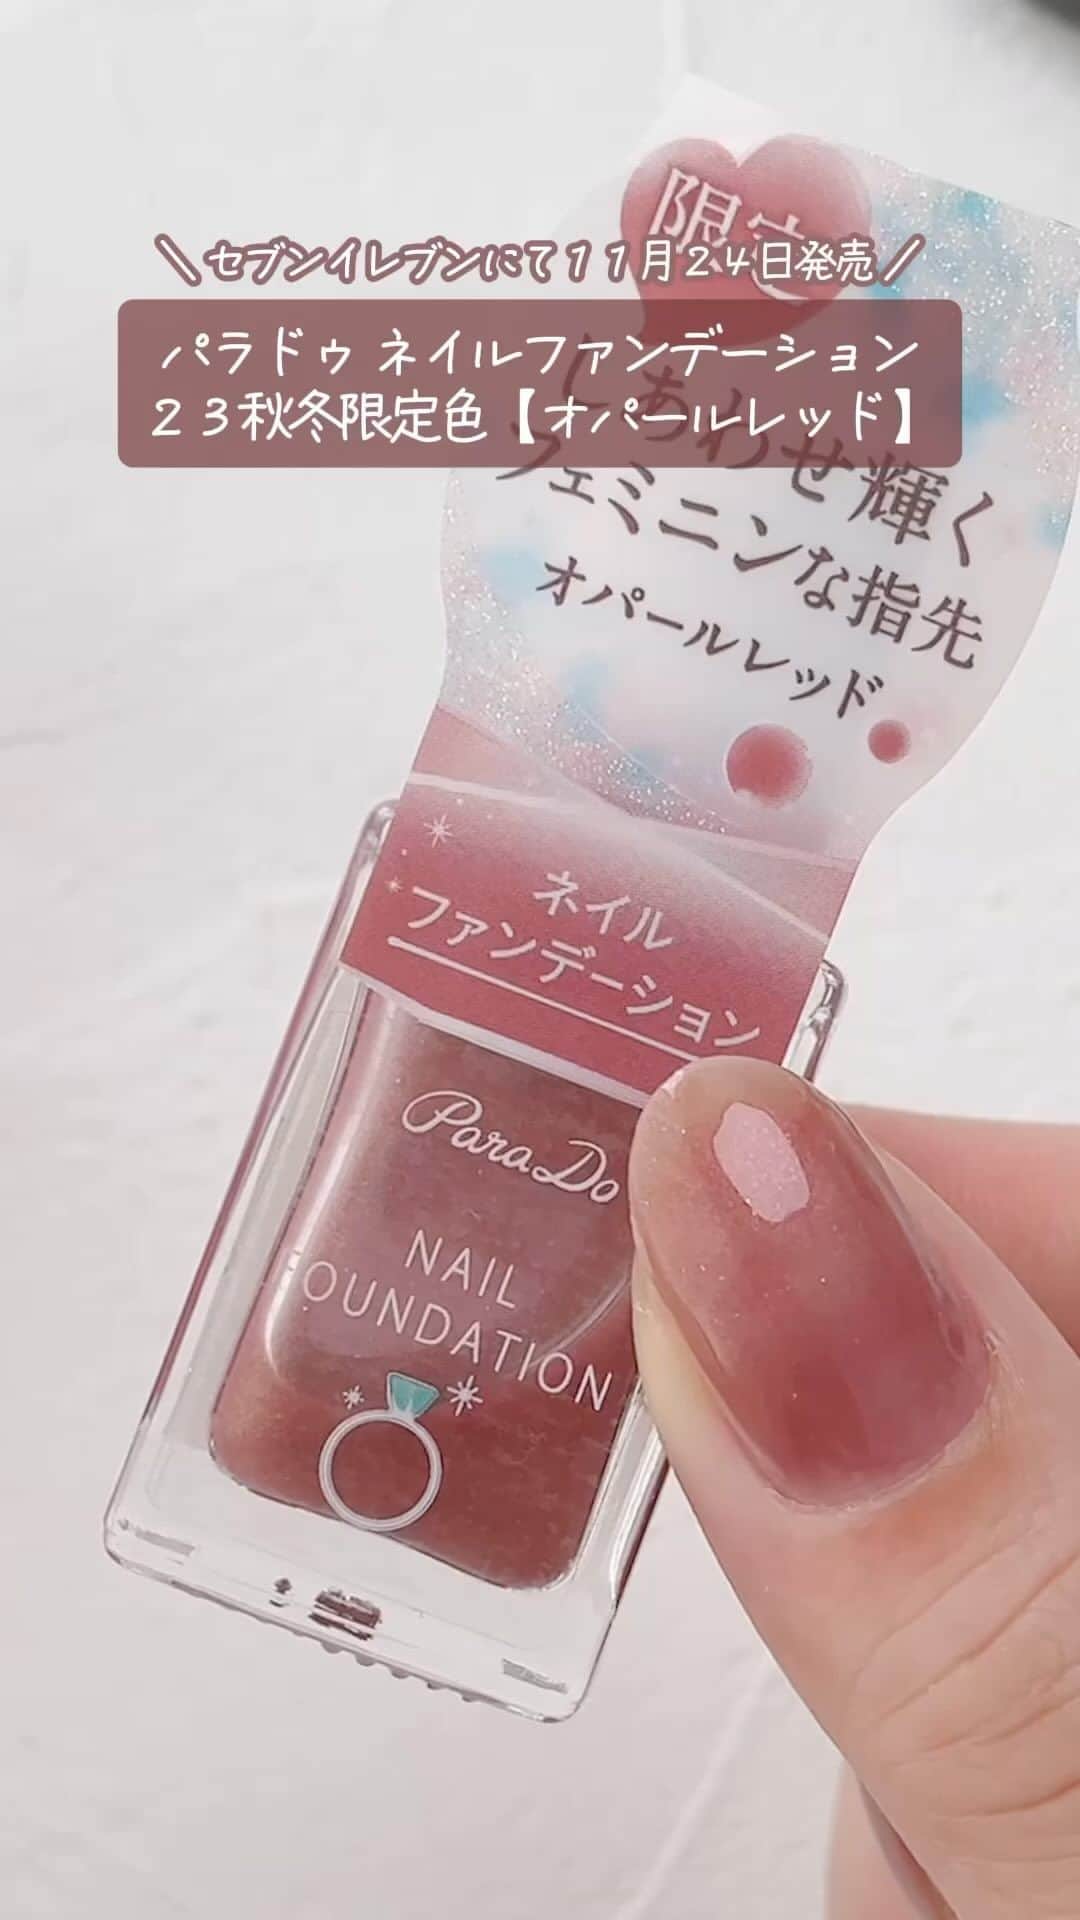 限定
＼セブンイレブンにて１１月２４日発売／
パラドゥ ネイルファンデーション
２３秋冬限定色【オパールレッド】
しあわせ輝く
フェミニンな指先
オパールレッド
ネイル
ファンデーション
ParaDo
NAIL
FOUNDATION